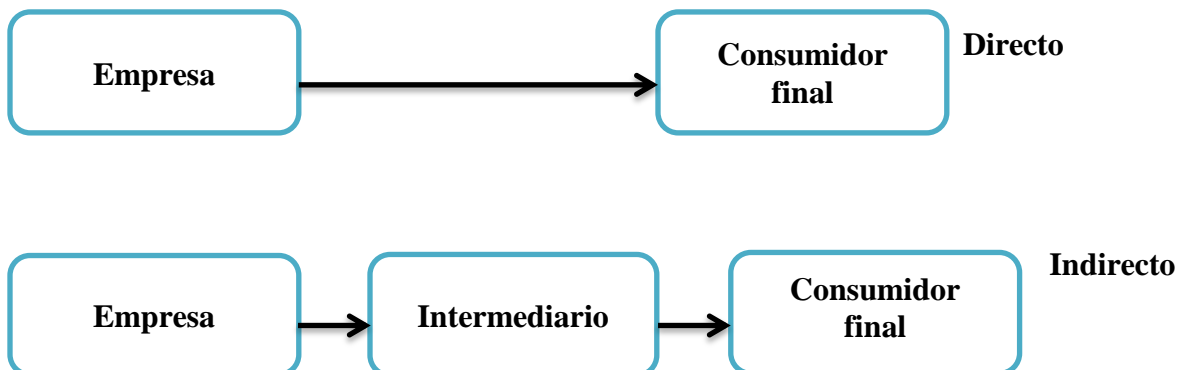 Empresa
Consumidor
final
Directo
Empresa
Intermediario
Consumidor
final
Indirecto